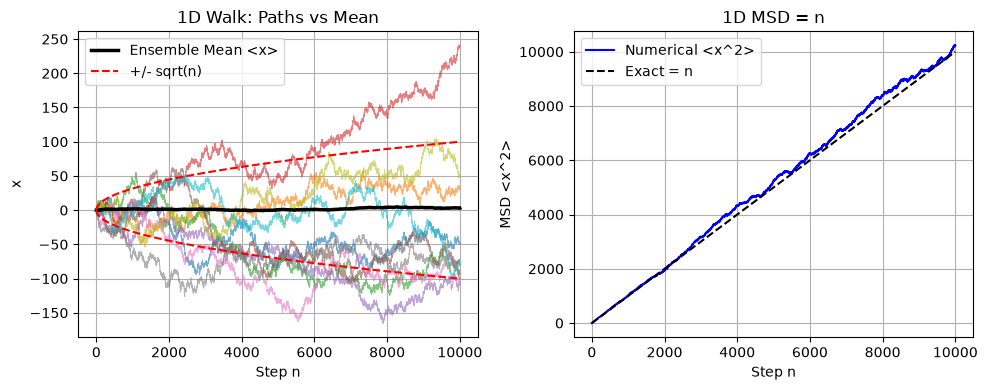 1D Walk: Paths vs Mean
250
200
150
100
50
0
−50
−100
−150
x
Ensemble Mean <x>
+/- sqrt(n)
0 2000 4000 6000 8000 10000
Step n
1D MSD = n
10000
8000
6000
4000
2000
0
MSD <x^2>
Numerical <x^2>
Exact = n
0 2000 4000 6000 8000 10000
Step n